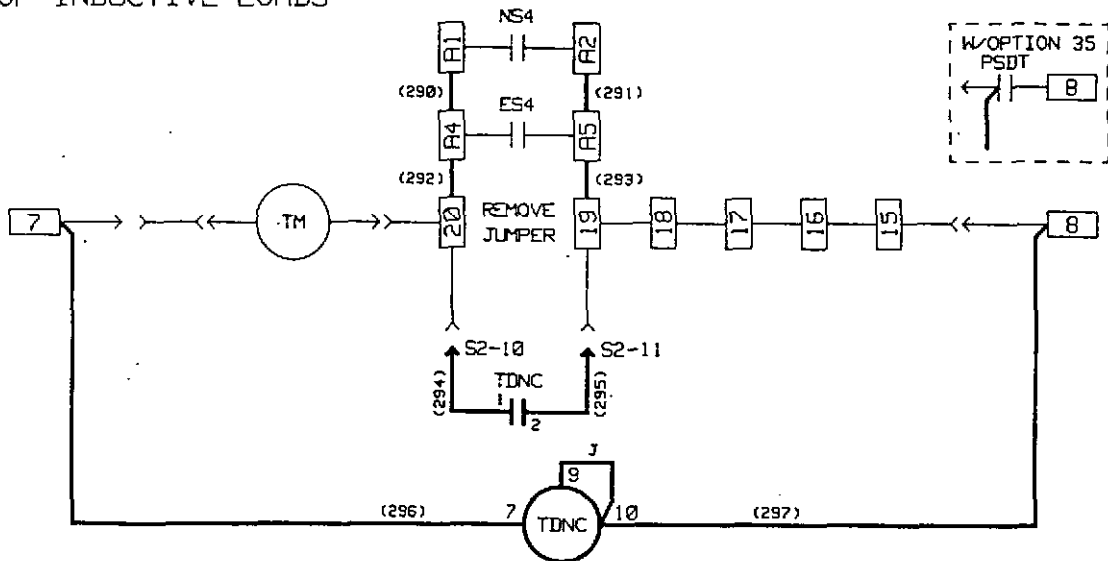 OF INDUCTIVE LOADS
NS4
A1
A2
W/OPTION 35
PSDT
8
(290)
(291)
ES4
A4
A5
(292)
(293)
7
TM
20
REMOVE
JUMPER
19
18
17
16
15
8
S2-10
S2-11
(294)
TDNC
2
(295)
J
9
(296)
7
TDNC
10
(297)